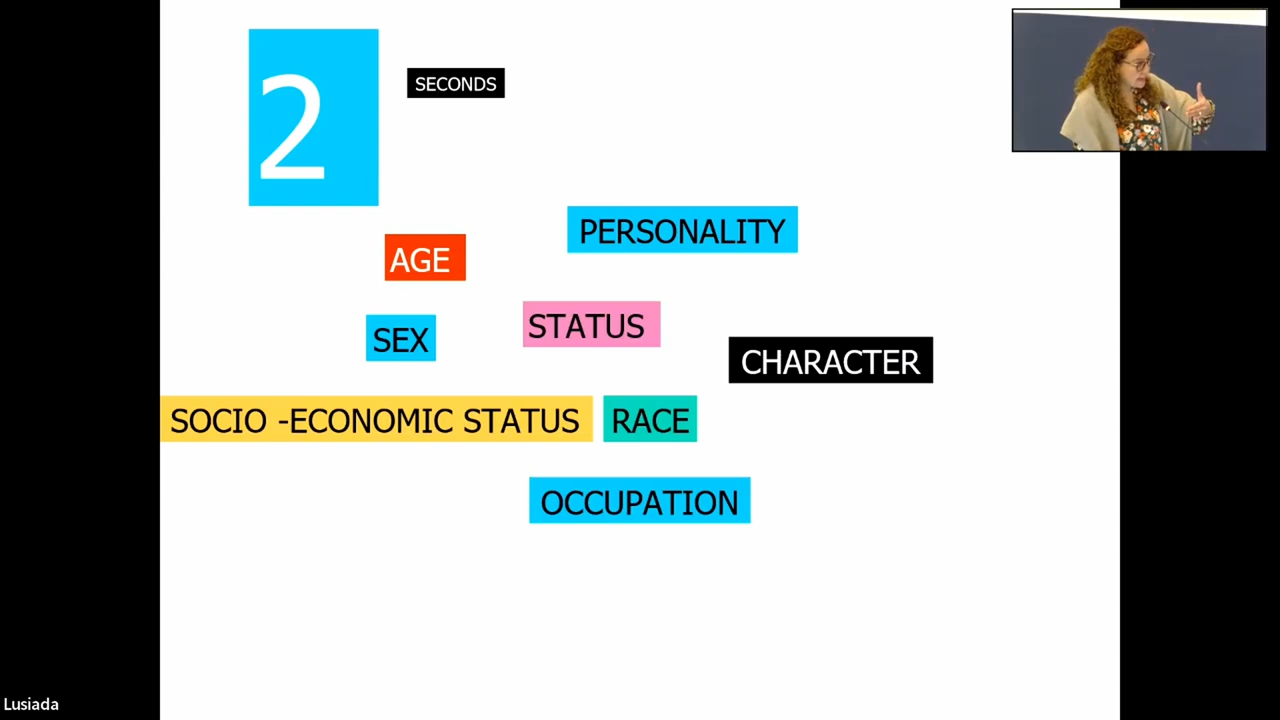 2
SECONDS
PERSONALITY
AGE
STATUS
SEX
CHARACTER
SOCIO -ECONOMIC STATUS
RACE
OCCUPATION
Lusiada